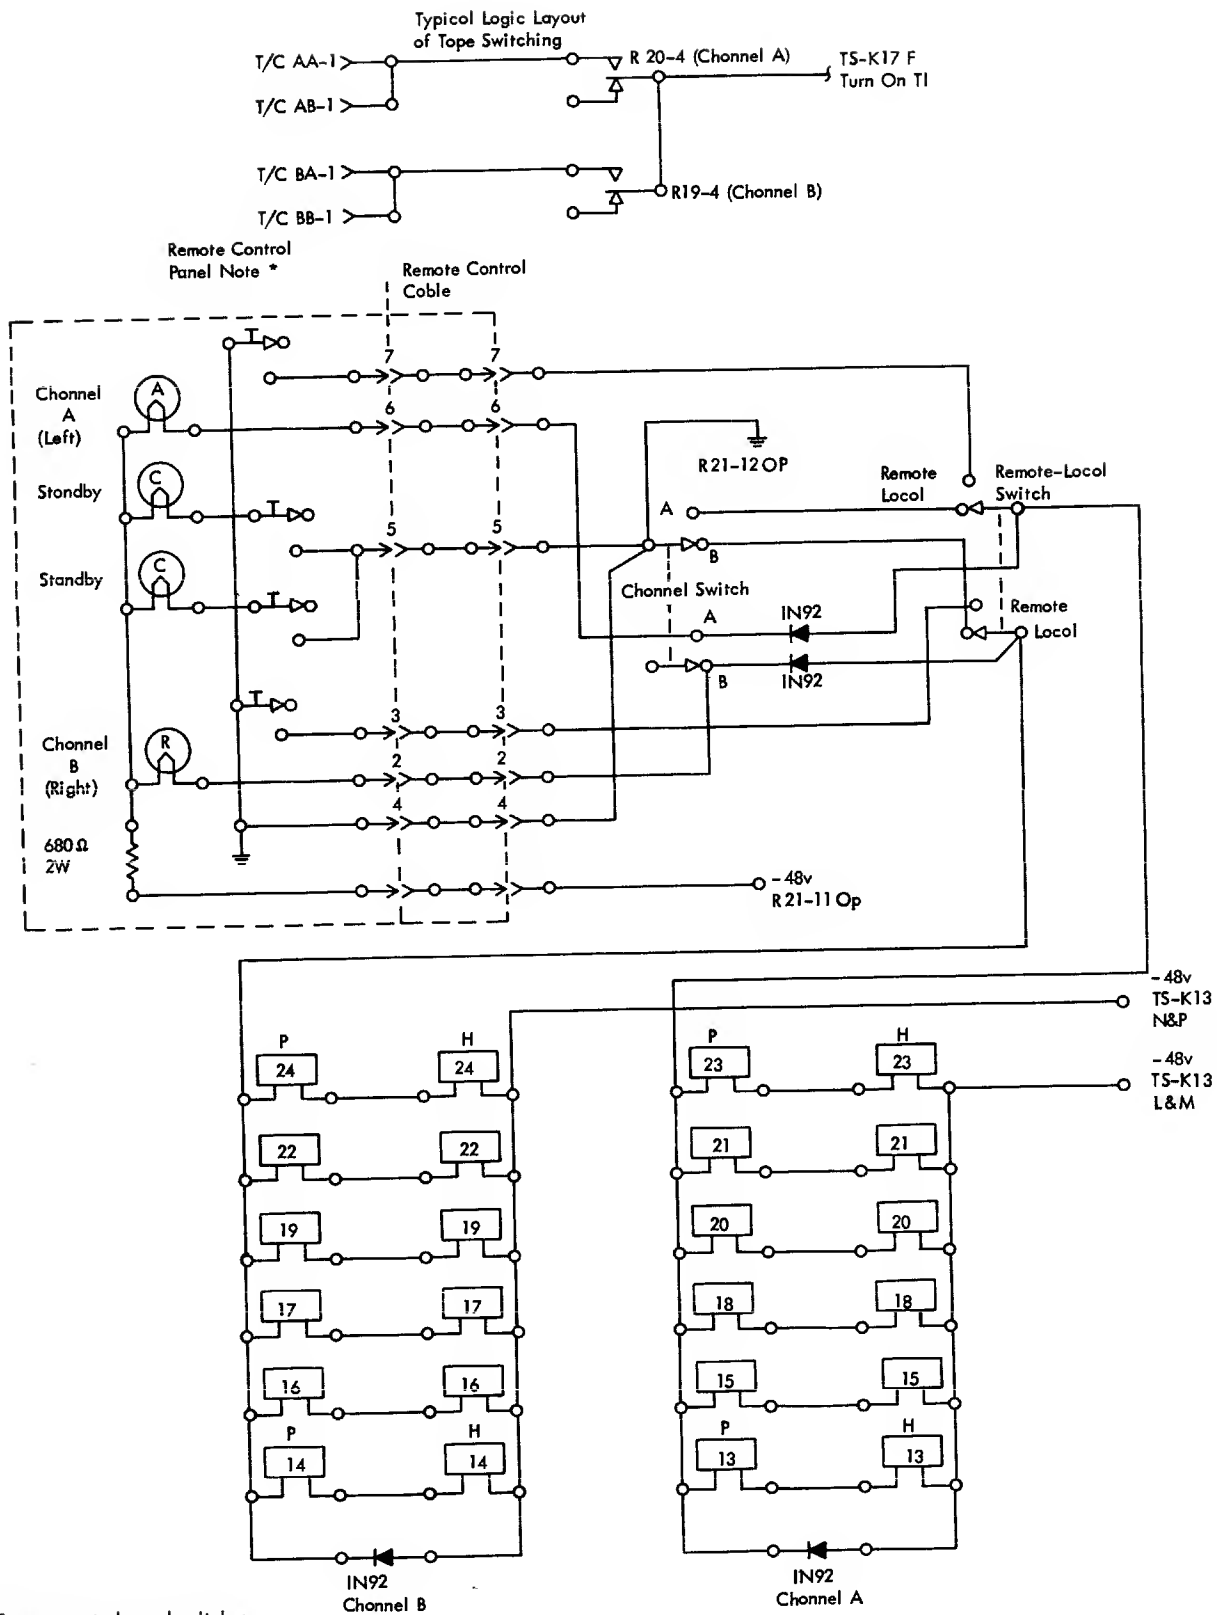 Typicol Logic Layout
of Tope Switching
T/C AA-1
R 20-4 (Channel A)
TS-K17 F
Turn On TI
T/C AB-1
T/C BA-1
R19-4 (Channel B)
T/C BB-1
Remote Control
Panel Note *
Remote Control
Coble
7 7
Chonnel
A
(Left)
A
6 6
R21-12 OP
Remote
Locol
Remote-Locol
Switch
Stondby
C
A
5 5
B
Standby
C
Channel Switch
A
IN92
Remote
Locol
B
IN92
3 3
Chonnel
B
(Right)
R
2 2
4 4
680Ω
2W
-48v
R21-11 Op
-48v
TS-K13
N&P
-48v
TS-K13
L&M
P H
24 24
22 22
19 19
17 17
16 16
P H
14 14
IN92
Channel B
P H
23 23
21 21
20 20
18 18
15 15
P H
13 13
IN92
Channel A